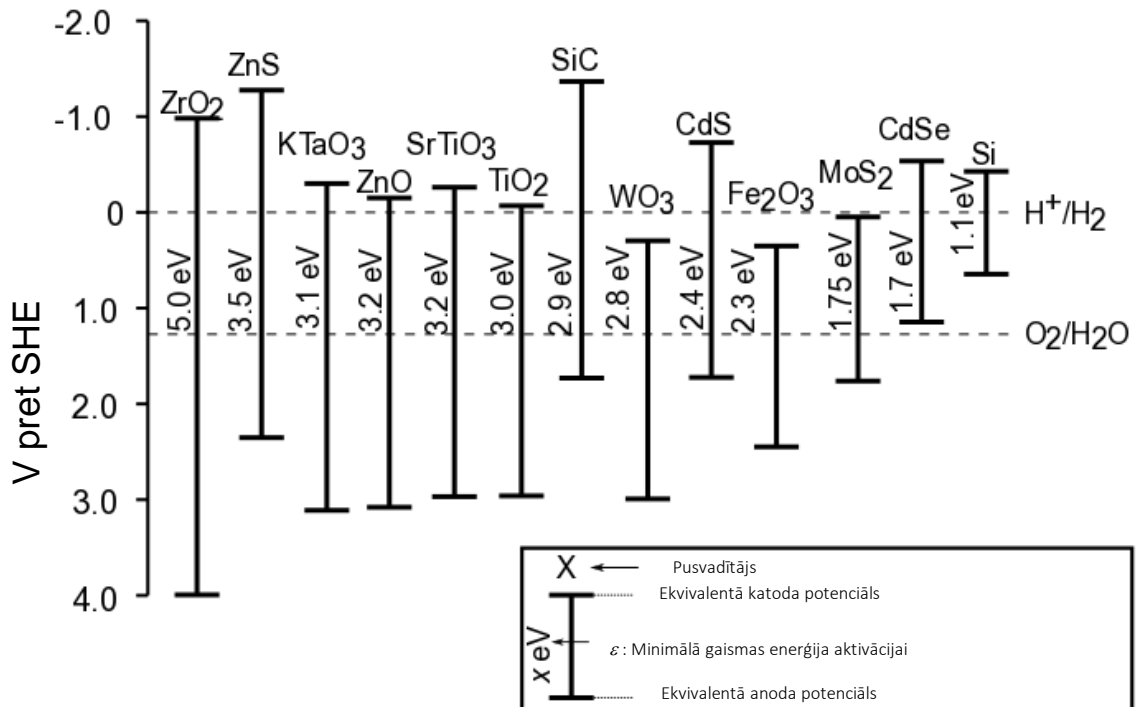 -2.0
-1.0
0
1.0
2.0
3.0
4.0
V pret SHE
ZrO2
5.0 eV
ZnS
3.5 eV
KTaO3
3.1 eV
ZnO
3.2 eV
SrTiO3
3.2 eV
TiO2
3.0 eV
SiC
2.9 eV
WO3
2.8 eV
CdS
2.4 eV
Fe2O3
2.3 eV
MoS2
1.75 eV
CdSe
1.7 eV
Si
1.1 eV
H+/H2
O2/H2O
X Pusvadītājs
Ekvivalentā katoda potenciāls
x eV
ε : Minimālā gaismas enerģija aktivācijai
Ekvivalentā anoda potenciāls